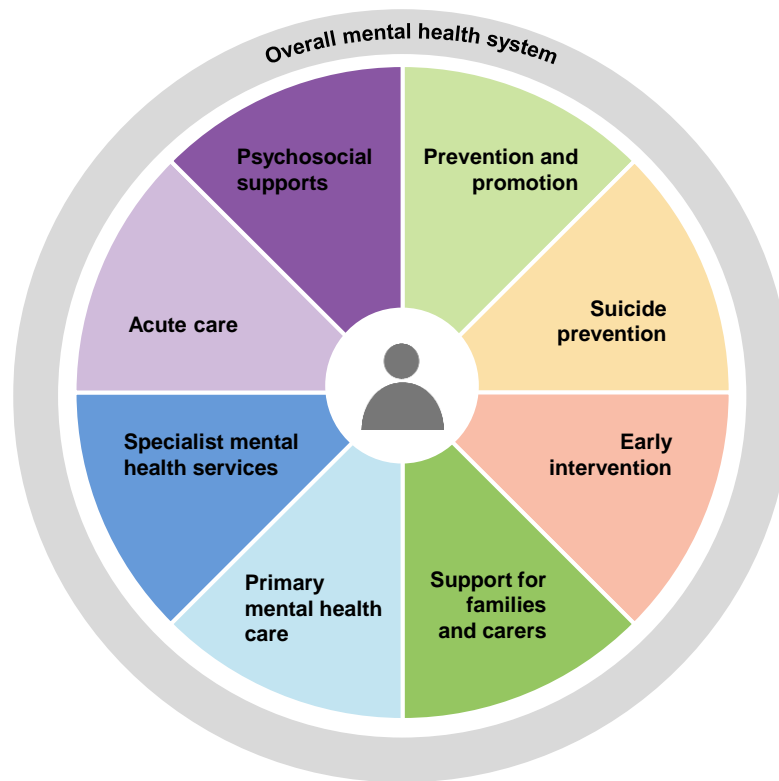 Overall mental health system
Psychosocial
supports
Prevention and
promotion
Suicide
prevention
Early
intervention
Support for
families
and carers
Primary
mental health
care
Specialist mental
health services
Acute care